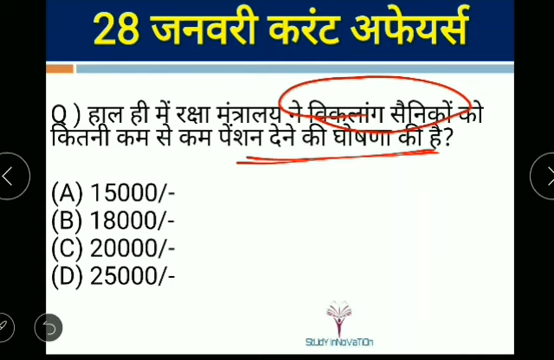 28 जनवरी करंट अफेयर्स
Q ) हाल ही में रक्षा मंत्रालय ने विकलांग सैनिकों को
कितनी कम से कम पेंशन देने की घोषणा की है?
(A) 15000/-
(B) 18000/-
(C) 20000/-
(D) 25000/-
StUdY inNoVaTiOn